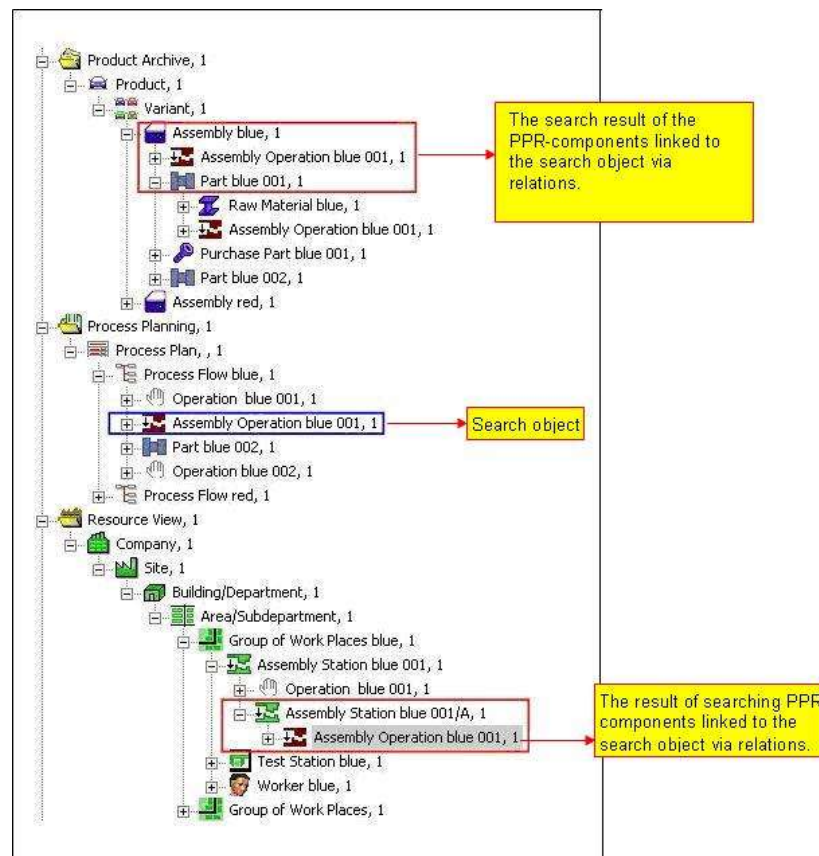 Product Archive, 1
Product, 1
Variant, 1
Assembly blue, 1
Assembly Operation blue 001, 1
Part blue 001, 1
Raw Material blue, 1
Assembly Operation blue 001, 1
Purchase Part blue 001, 1
Part blue 002, 1
Assembly red, 1
Process Planning, 1
Process Plan, , 1
Process Flow blue, 1
Operation blue 001, 1
Assembly Operation blue 001, 1
Part blue 002, 1
Operation blue 002, 1
Process Flow red, 1
Resource View, 1
Company, 1
Site, 1
Building/Department, 1
Area/Subdepartment, 1
Group of Work Places blue, 1
Assembly Station blue 001, 1
Operation blue 001, 1
Assembly Station blue 001/A, 1
Assembly Operation blue 001, 1
Test Station blue, 1
Worker blue, 1
Group of Work Places, 1
The search result of the
PPR-components linked to
the search object via
relations.
Search object
The result of searching PPR
components linked to the
search object via relations.